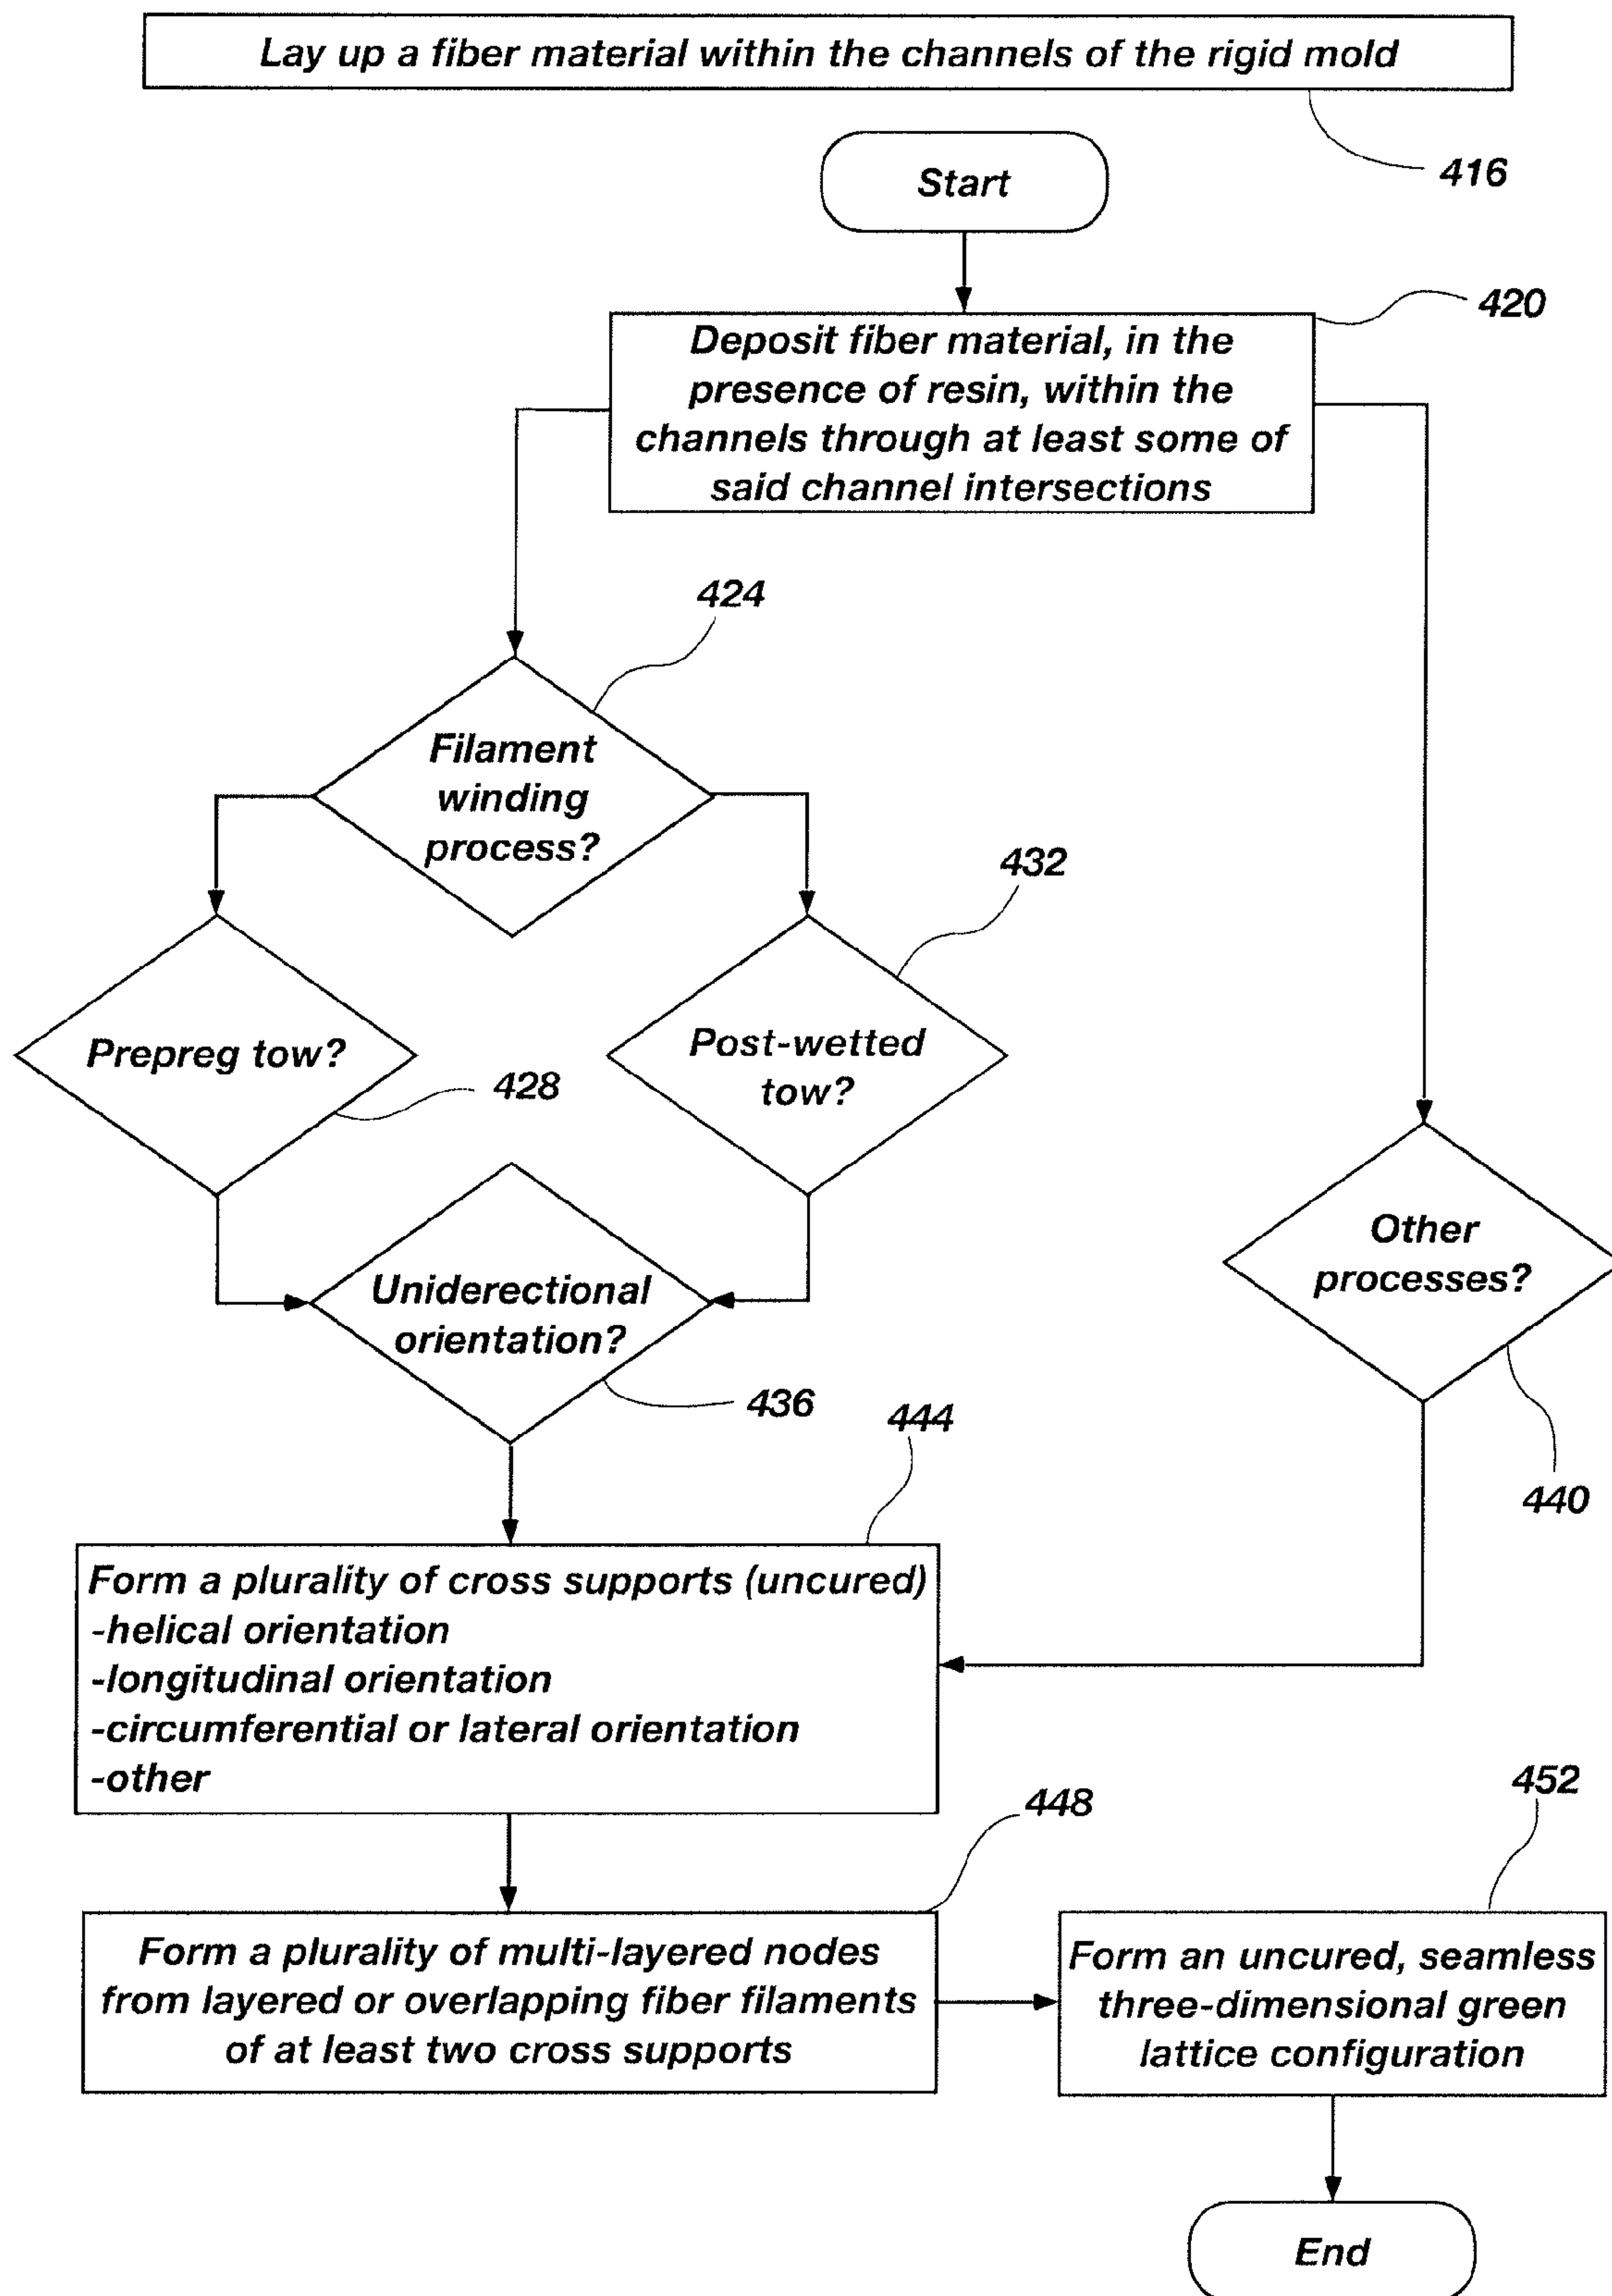 Lay up a fiber material within the channels of the rigid mold
416
Start
420
Deposit fiber material, in the
presence of resin, within the
channels through at least some of
said channel intersections
424
Filament
winding
process?
432
Prepreg tow?
428
Post-wetted
tow?
Other
processes?
440
Uniderectional
orientation?
436
444
Form a plurality of cross supports (uncured)
-helical orientation
-longitudinal orientation
-circumferential or lateral orientation
-other
448
Form a plurality of multi-layered nodes
from layered or overlapping fiber filaments
of at least two cross supports
452
Form an uncured, seamless
three-dimensional green
lattice configuration
End